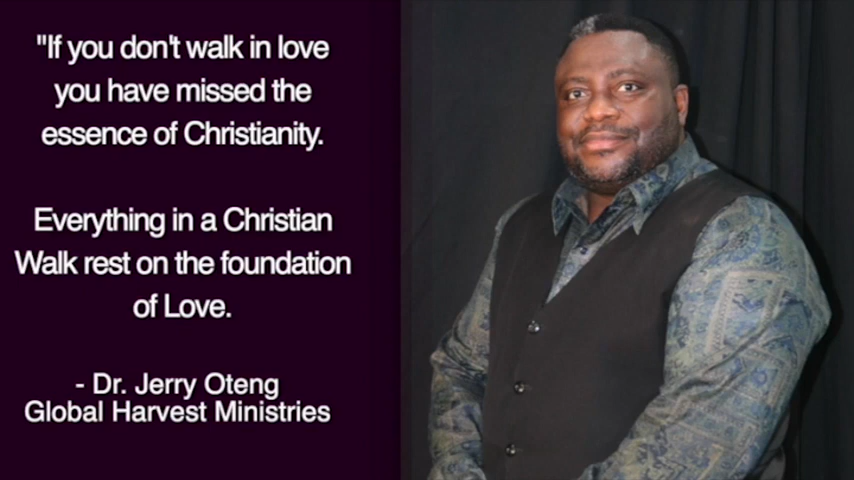 "If you don't walk in love
you have missed the
essence of Christianity.
Everything in a Christian
Walk rest on the foundation
of Love.
- Dr. Jerry Oteng
Global Harvest Ministries